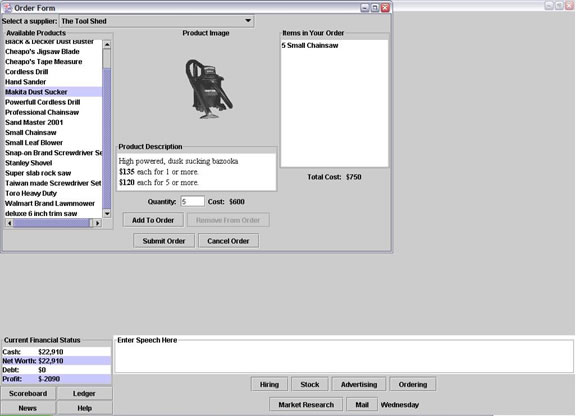 Order Form
Select a supplier: The Tool Shed
Available Products
Product Image
Items in Your Order
Black & Decker Dust Buster
Cheapo's Jigsaw Blade
Cheapo's Tape Measure
Cordless Drill
Hand Sander
Makita Dust Sucker
Powerfull Cordless Drill
Professional Chainsaw
Sand Master 2001
Small Chainsaw
Small Leaf Blower
Snap-on Brand Screwdriver Se
Stanley Shovel
Super slab rock saw
Taiwan made Screwdriver Set
Toro Heavy Duty
Walmart Brand Lawnmower
deluxe 6 inch trim saw
5 Small Chainsaw
Product Description
High powered, dusk sucking bazooka
$135 each for 1 or more.
$120 each for 5 or more.
Total Cost: $750
Quantity: 5 Cost: $600
Add To Order Remove From Order
Submit Order Cancel Order
Current Financial Status
Cash: $22,910
Net Worth: $22,910
Debt: $0
Profit: $-2090
Scoreboard Ledger
News Help
Enter Speech Here
Hiring Stock Advertising Ordering
Market Research Mail Wednesday